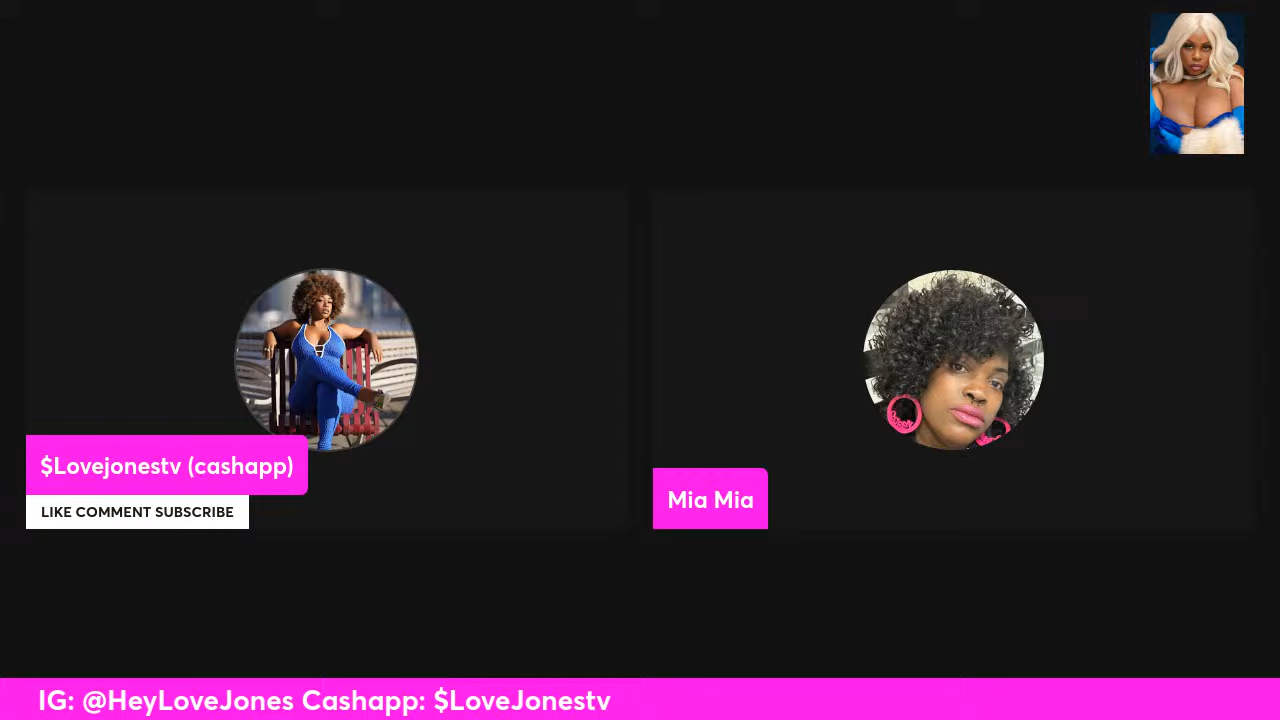 $Lovejonestv (cashapp)
LIKE COMMENT SUBSCRIBE
Mia Mia
IG: @HeyLoveJones Cashapp: $LoveJonestv